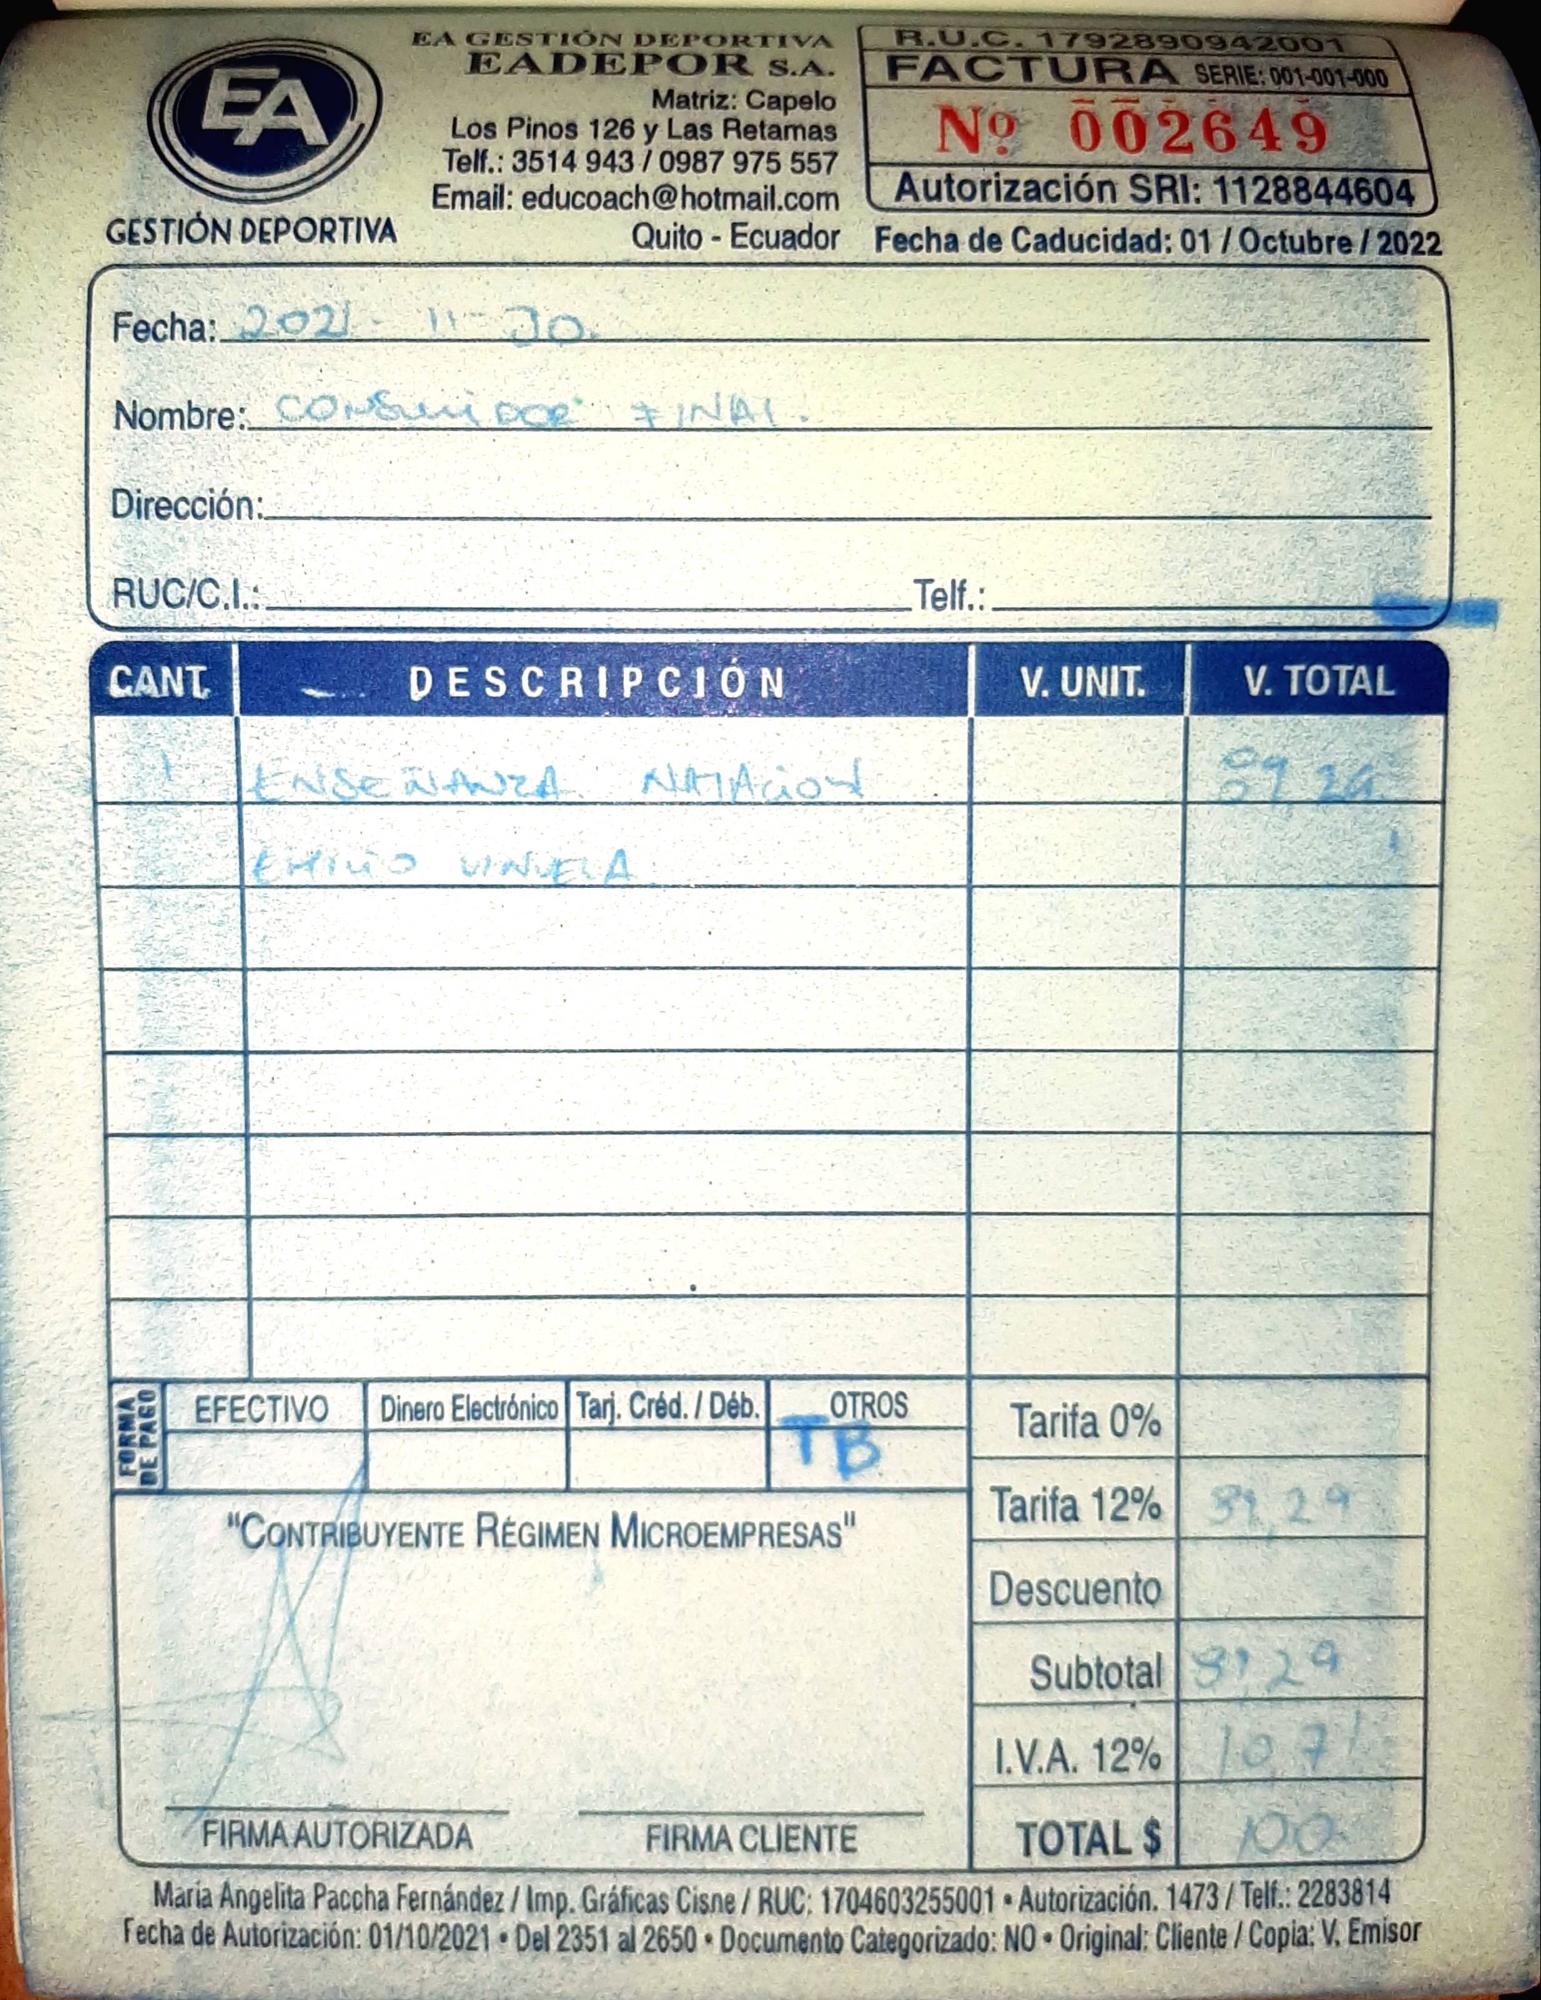 EA
GESTIÓN DEPORTIVA
EA GESTIÓN DEPORTIVA
EADEPOR S.A.
Matriz: Capelo
Los Pinos 126 y Las Retamas
Telf.: 3514 943 / 0987 975 557
Email: educoach@hotmail.com
Quito - Ecuador
R.U.C. 1792890942001
FACTURA SERIE: 001-001-000
Nº 002649
Autorización SRI: 1128844604
Fecha de Caducidad: 01 / Octubre / 2022
Fecha: 2021 - 11 -
Nombre: CONSUMIDOR FINAL.
Dirección:
RUC/C.I.: Telf.:
CANT. DESCRIPCIÓN V. UNIT. V. TOTAL
1 ENSEÑANZA NATACION 89,29
EMILIO
FORMA DE PAGO
EFECTIVO Dinero Electrónico Tarj. Créd. / Déb. OTROS
TB
Tarifa 0%
Tarifa 12% 89,29
Descuento
Subtotal 89,29
I.V.A. 12% 10,71
TOTAL $ 100
"CONTRIBUYENTE RÉGIMEN MICROEMPRESAS"
FIRMA AUTORIZADA FIRMA CLIENTE
María Angelita Paccha Fernández / Imp. Gráficas Cisne / RUC: 1704603255001 • Autorización. 1473 / Telf.: 2283814
Fecha de Autorización: 01/10/2021 • Del 2351 al 2650 • Documento Categorizado: NO • Original: Cliente / Copia: V. Emisor